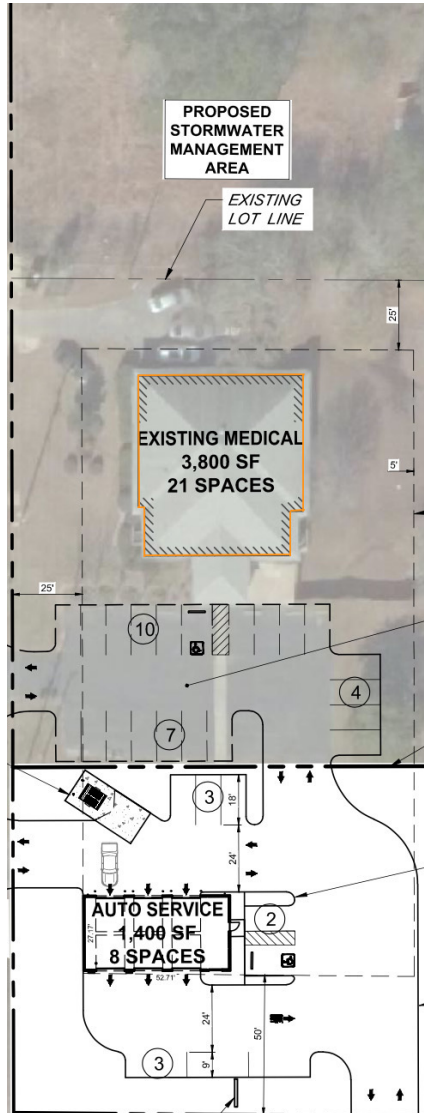 PROPOSED
STORMWATER
MANAGEMENT
AREA
EXISTING
LOT LINE
25'
EXISTING MEDICAL
3,800 SF
21 SPACES
5'
25'
10
4
7
3
18'
24'
AUTO SERVICE
1,400 SF
8 SPACES
27.17'
52.71'
2
24'
50'
3
9'